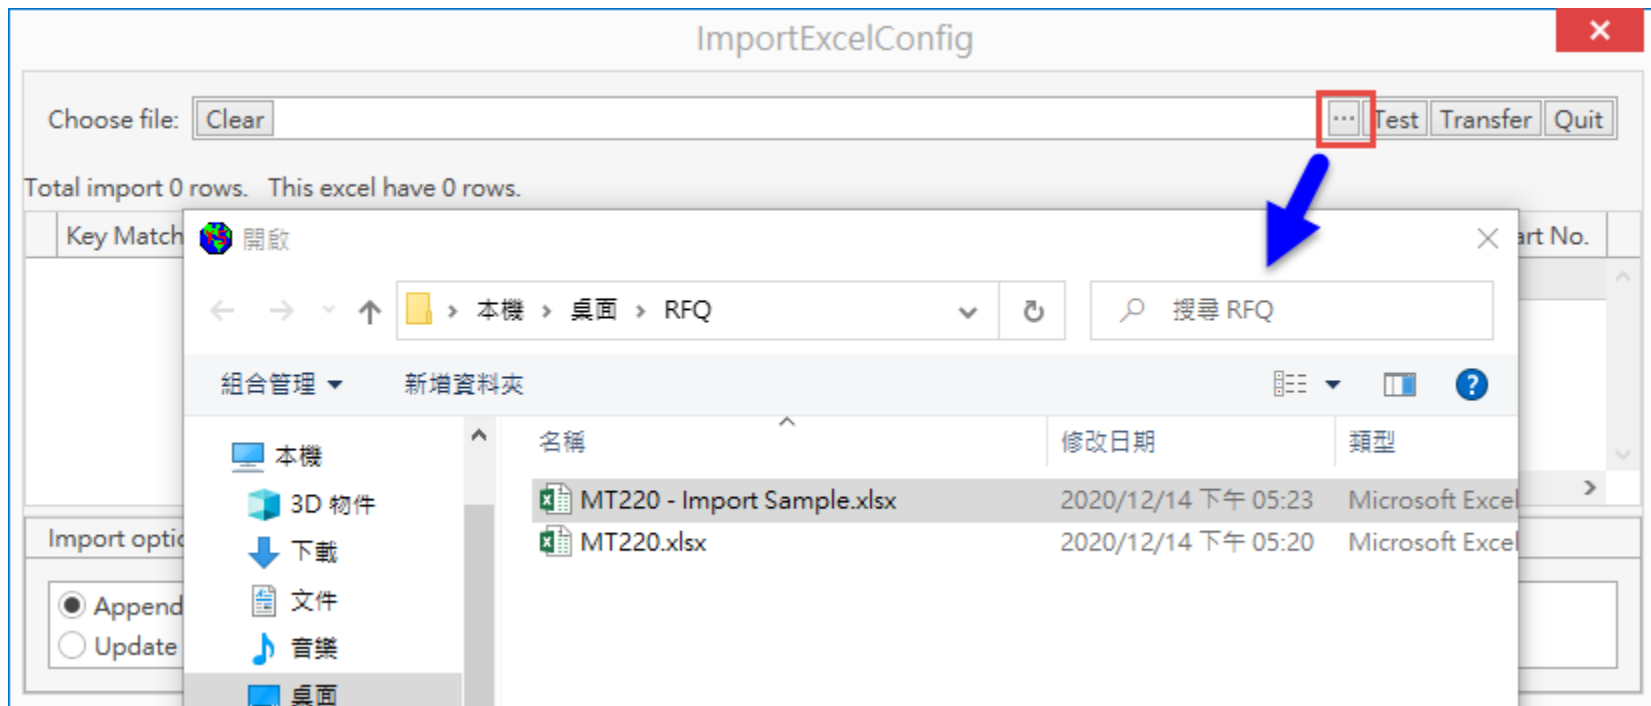 ImportExcelConfig
Choose file: Clear ... Test Transfer Quit
Total import 0 rows. This excel have 0 rows.
Key Match art No.
開啟
本機 > 桌面 > RFQ 搜尋 RFQ
組合管理 新增資料夾
名稱 修改日期 類型
本機
3D 物件
下載
文件
音樂
桌面
MT220 - Import Sample.xlsx 2020/12/14 下午 05:23 Microsoft Excel
MT220.xlsx 2020/12/14 下午 05:20 Microsoft Excel
Import optio
Append
Update